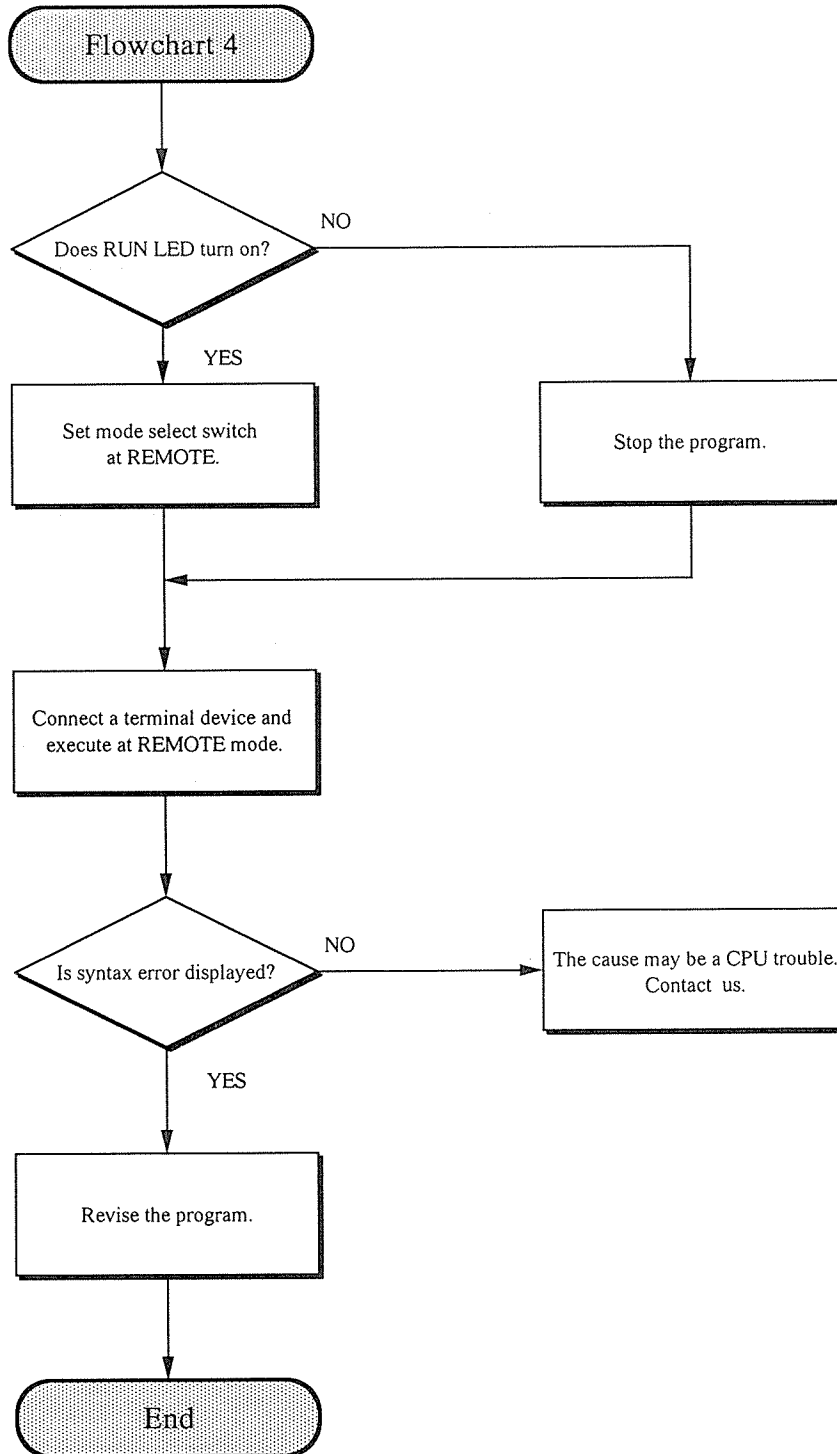 Flowchart 4
Does RUN LED turn on?
NO
YES
Set mode select switch
at REMOTE.
Stop the program.
Connect a terminal device and
execute at REMOTE mode.
Is syntax error displayed?
NO
The cause may be a CPU trouble.
Contact us.
YES
Revise the program.
End